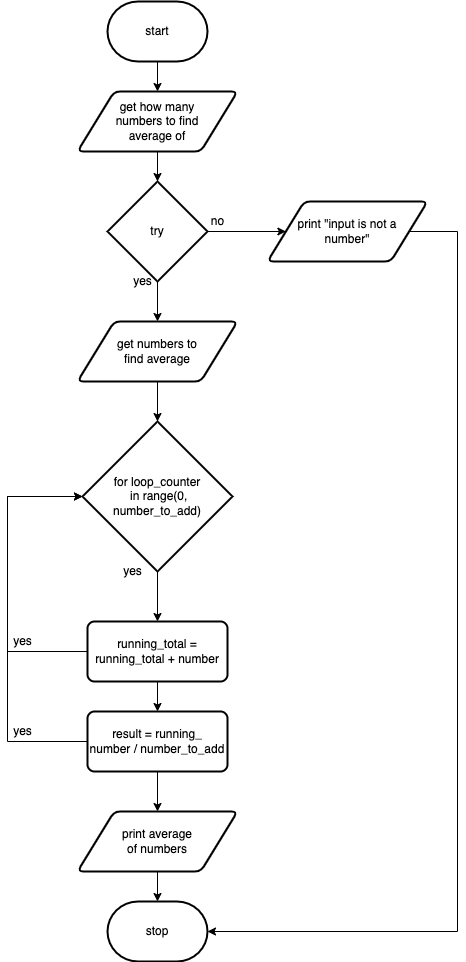 start
get how many
numbers to find
average of
try
no
print "input is not a
number"
yes
get numbers to
find average
for loop_counter
in range(0,
number_to_add)
yes
yes
running_total =
running_total + number
yes
result = running_
number / number_to_add
print average
of numbers
stop